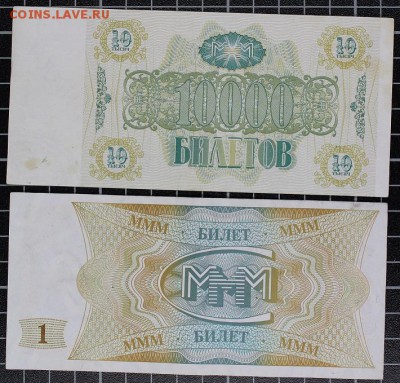 COINS.LAVE.RU
10 МММ 10
ТЫСЯЧ ТЫСЯЧ
10000
БИЛЕТОВ
10 10
ТЫСЯЧ ТЫСЯЧ
МММ БИЛЕТ МММ
МММ
1
МММ БИЛЕТ МММ